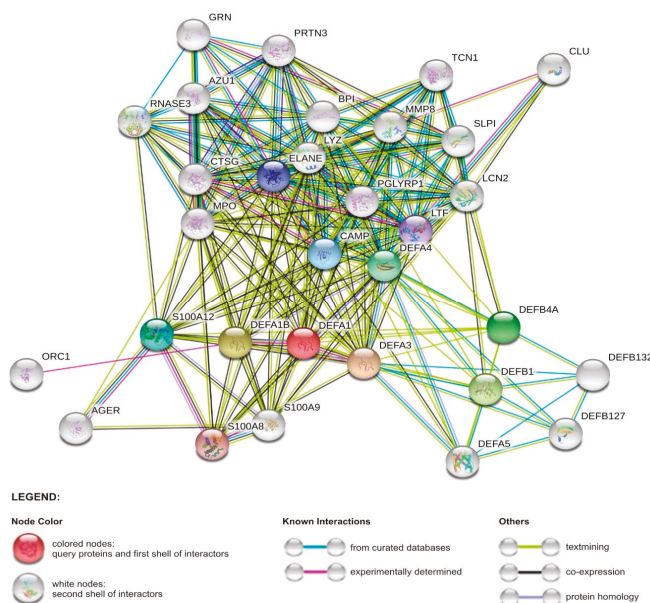 GRN
PRTN3
CLU
TCN1
AZU1
BPI
RNASE3
MMP8
SLPI
LYZ
CTSG
ELANE
PGLYRP1
LCN2
MPO
LTF
CAMP
DEFA4
S100A12
DEFA1B
DEFA1
DEFA3
DEFB4A
ORC1
DEFB1
DEFB132
AGER
S100A8
S100A9
DEFA5
DEFB127
LEGEND:
Node Color
colored nodes:
query proteins and first shell of interactors
white nodes:
second shell of interactors
Known Interactions
from curated databases
experimentally determined
Others
textmining
co-expression
protein homology